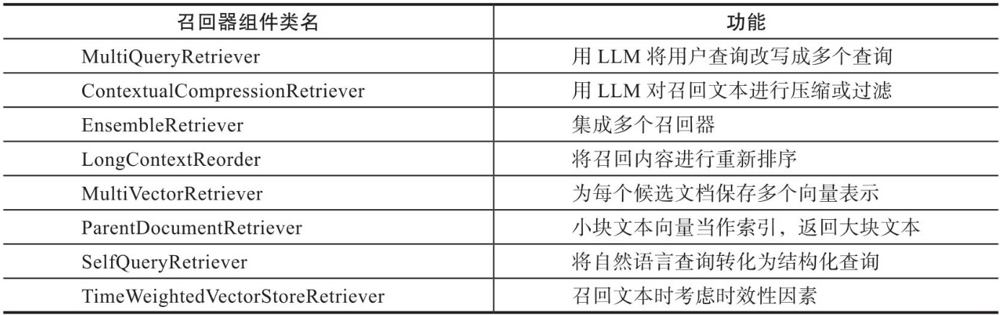 召回器组件类名 功能
MultiQueryRetriever 用 LLM 将用户查询改写成多个查询
ContextualCompressionRetriever 用 LLM 对召回文本进行压缩或过滤
EnsembleRetriever 集成多个召回器
LongContextReorder 将召回内容进行重新排序
MultiVectorRetriever 为每个候选文档保存多个向量表示
ParentDocumentRetriever 小块文本向量当作索引，返回大块文本
SelfQueryRetriever 将自然语言查询转化为结构化查询
TimeWeightedVectorStoreRetriever 召回文本时考虑时效性因素